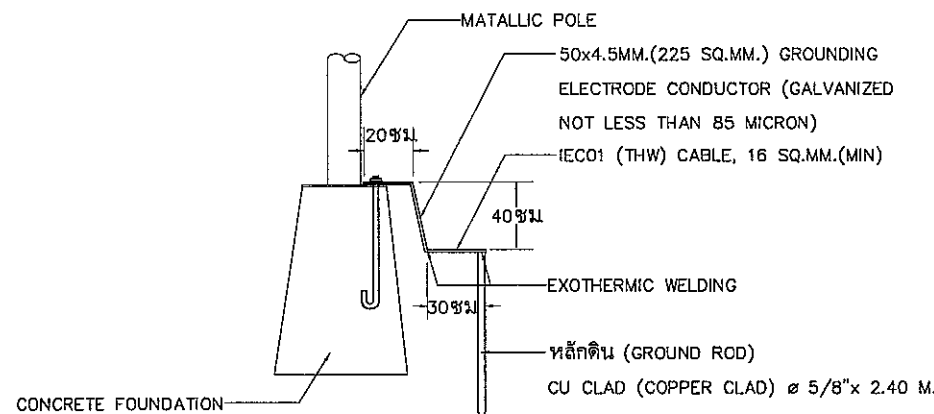 MATALLIC POLE
50x4.5MM.(225 SQ.MM.) GROUNDING
ELECTRODE CONDUCTOR (GALVANIZED
NOT LESS THAN 85 MICRON)
20ซม
IEC01 (THW) CABLE, 16 SQ.MM.(MIN)
40ซม
EXOTHERMIC WELDING
30ซม
หลักดิน (GROUND ROD)
CU CLAD (COPPER CLAD) ø 5/8"x 2.40 M.
CONCRETE FOUNDATION